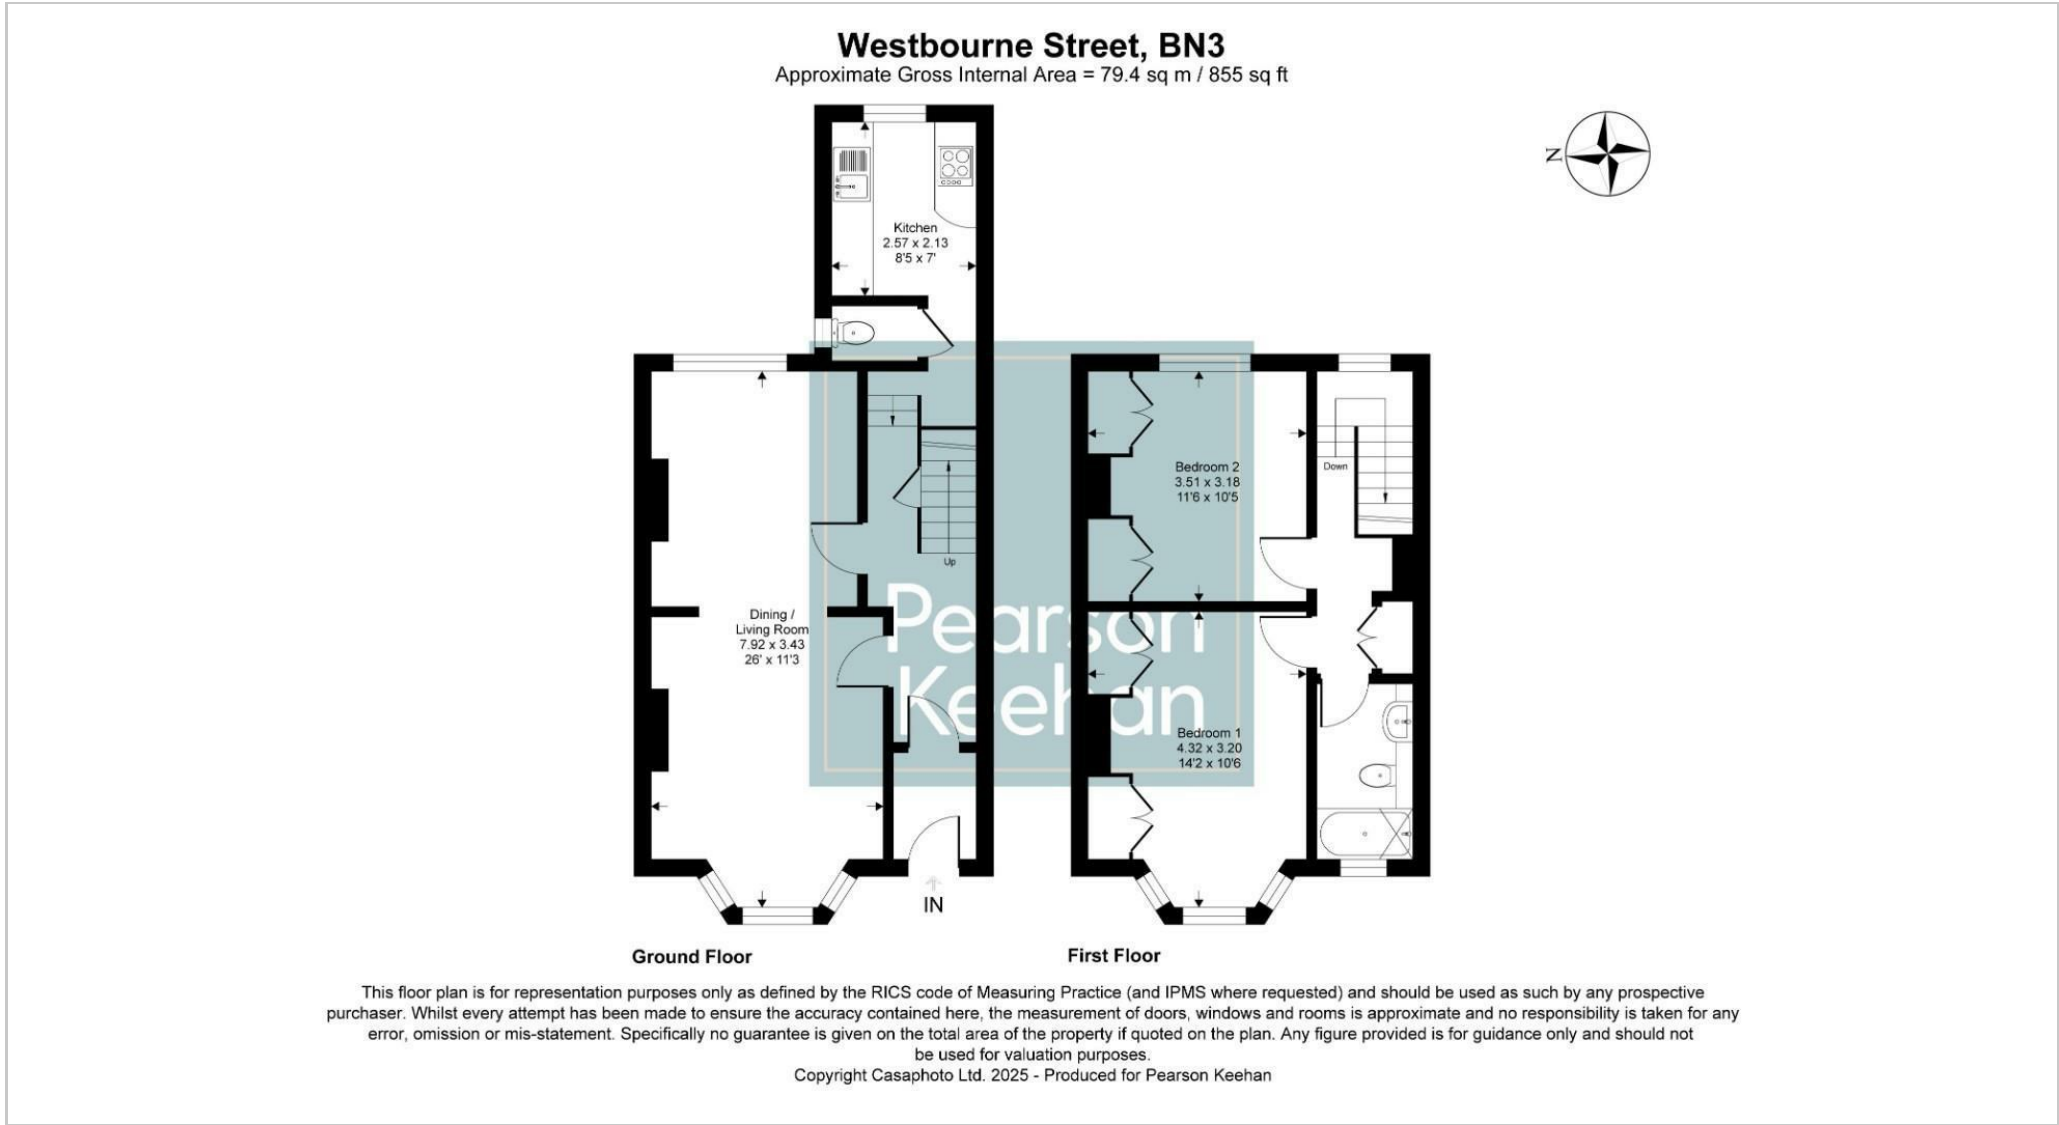 Westbourne Street, BN3
Approximate Gross Internal Area = 79.4 sq m / 855 sq ft
N
Kitchen
2.57 x 2.13
8'5 x 7'
Up
Dining /
Living Room
7.92 x 3.43
26' x 11'3
IN
Ground Floor
Bedroom 2
3.51 x 3.18
11'6 x 10'5
Down
Bedroom 1
4.32 x 3.20
14'2 x 10'6
First Floor
Pearson
Keehan
This floor plan is for representation purposes only as defined by the RICS code of Measuring Practice (and IPMS where requested) and should be used as such by any prospective
purchaser. Whilst every attempt has been made to ensure the accuracy contained here, the measurement of doors, windows and rooms is approximate and no responsibility is taken for any
error, omission or mis-statement. Specifically no guarantee is given on the total area of the property if quoted on the plan. Any figure provided is for guidance only and should not
be used for valuation purposes.
Copyright Casaphoto Ltd. 2025 - Produced for Pearson Keehan